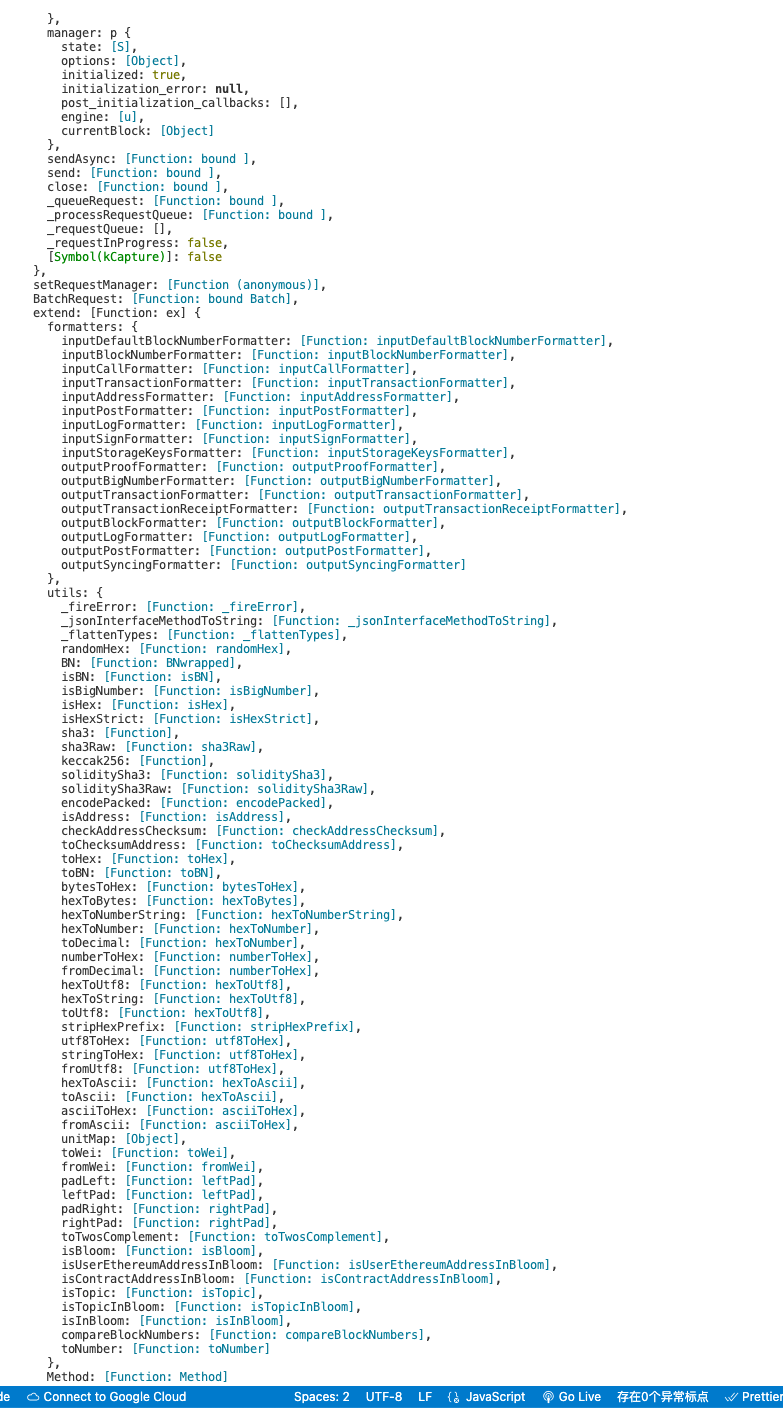 },
manager: p {
state: [S],
options: [Object],
initialized: true,
initialization_error: null,
post_initialization_callbacks: [],
engine: [u],
currentBlock: [Object]
},
sendAsync: [Function: bound ],
send: [Function: bound ],
close: [Function: bound ],
_queueRequest: [Function: bound ],
_processRequestQueue: [Function: bound ],
_requestQueue: [],
_requestInProgress: false,
[Symbol(kCapture)]: false
},
setRequestManager: [Function (anonymous)],
BatchRequest: [Function: bound Batch],
extend: [Function: ex] {
formatters: {
inputDefaultBlockNumberFormatter: [Function: inputDefaultBlockNumberFormatter],
inputBlockNumberFormatter: [Function: inputBlockNumberFormatter],
inputCallFormatter: [Function: inputCallFormatter],
inputTransactionFormatter: [Function: inputTransactionFormatter],
inputAddressFormatter: [Function: inputAddressFormatter],
inputPostFormatter: [Function: inputPostFormatter],
inputLogFormatter: [Function: inputLogFormatter],
inputSignFormatter: [Function: inputSignFormatter],
inputStorageKeysFormatter: [Function: inputStorageKeysFormatter],
outputProofFormatter: [Function: outputProofFormatter],
outputBigNumberFormatter: [Function: outputBigNumberFormatter],
outputTransactionFormatter: [Function: outputTransactionFormatter],
outputTransactionReceiptFormatter: [Function: outputTransactionReceiptFormatter],
outputBlockFormatter: [Function: outputBlockFormatter],
outputLogFormatter: [Function: outputLogFormatter],
outputPostFormatter: [Function: outputPostFormatter],
outputSyncingFormatter: [Function: outputSyncingFormatter]
},
utils: {
_fireError: [Function: _fireError],
_jsonInterfaceMethodToString: [Function: _jsonInterfaceMethodToString],
_flattenTypes: [Function: _flattenTypes],
randomHex: [Function: randomHex],
BN: [Function: BNwrapped],
isBN: [Function: isBN],
isBigNumber: [Function: isBigNumber],
isHex: [Function: isHex],
isHexStrict: [Function: isHexStrict],
sha3: [Function],
sha3Raw: [Function: sha3Raw],
keccak256: [Function],
soliditySha3: [Function: soliditySha3],
soliditySha3Raw: [Function: soliditySha3Raw],
encodePacked: [Function: encodePacked],
isAddress: [Function: isAddress],
checkAddressChecksum: [Function: checkAddressChecksum],
toChecksumAddress: [Function: toChecksumAddress],
toHex: [Function: toHex],
toBN: [Function: toBN],
bytesToHex: [Function: bytesToHex],
hexToBytes: [Function: hexToBytes],
hexToNumberString: [Function: hexToNumberString],
hexToNumber: [Function: hexToNumber],
toDecimal: [Function: hexToNumber],
numberToHex: [Function: numberToHex],
fromDecimal: [Function: numberToHex],
hexToUtf8: [Function: hexToUtf8],
hexToString: [Function: hexToUtf8],
toUtf8: [Function: hexToUtf8],
stripHexPrefix: [Function: stripHexPrefix],
utf8ToHex: [Function: utf8ToHex],
stringToHex: [Function: utf8ToHex],
fromUtf8: [Function: utf8ToHex],
hexToAscii: [Function: hexToAscii],
toAscii: [Function: hexToAscii],
asciiToHex: [Function: asciiToHex],
fromAscii: [Function: asciiToHex],
unitMap: [Object],
toWei: [Function: toWei],
fromWei: [Function: fromWei],
padLeft: [Function: leftPad],
leftPad: [Function: leftPad],
padRight: [Function: rightPad],
rightPad: [Function: rightPad],
toTwosComplement: [Function: toTwosComplement],
isBloom: [Function: isBloom],
isUserEthereumAddressInBloom: [Function: isUserEthereumAddressInBloom],
isContractAddressInBloom: [Function: isContractAddressInBloom],
isTopic: [Function: isTopic],
isTopicInBloom: [Function: isTopicInBloom],
isInBloom: [Function: isInBloom],
compareBlockNumbers: [Function: compareBlockNumbers],
toNumber: [Function: toNumber]
},
Method: [Function: Method]
de Connect to Google Cloud Spaces: 2 UTF-8 LF JavaScript Go Live 存在0个异常标点 Prettier